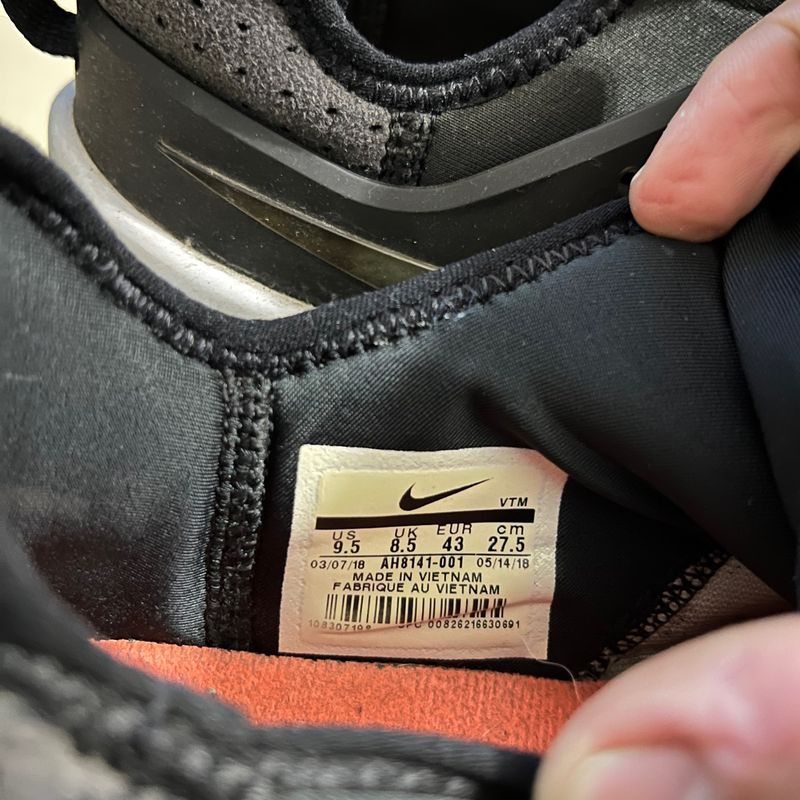 VTM
US UK EUR cm
9.5 8.5 43 27.5
03/07/18 AH8141-001 05/14/18
MADE IN VIETNAM
FABRIQUE AU VIETNAM
UPC 00826216630691